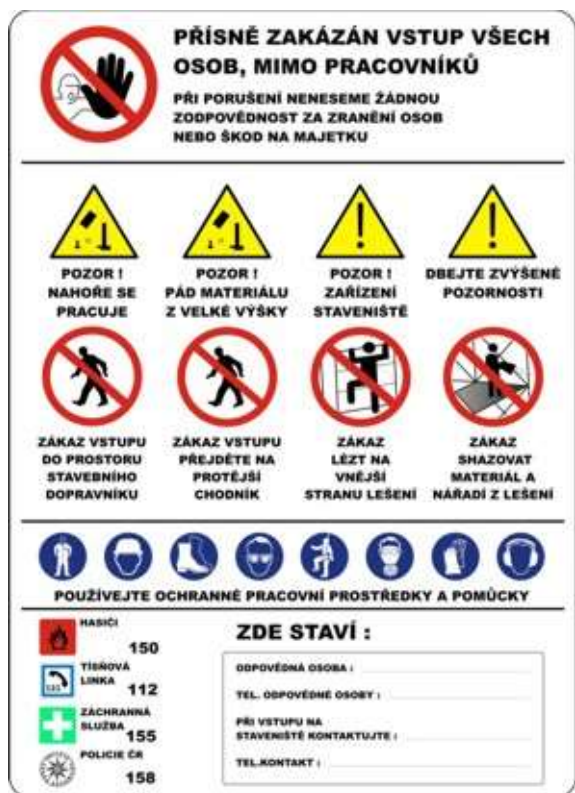 PŘÍSNĚ ZAKÁZÁN VSTUP VŠECH
OSOB, MIMO PRACOVNÍKŮ
PŘI PORUŠENÍ NENESEME ŽÁDNOU
ZODPOVĚDNOST ZA ZRANĚNÍ OSOB
NEBO ŠKOD NA MAJETKU
POZOR !
NAHOŘE SE
PRACUJE
POZOR !
PÁD MATERIÁLU
Z VELKÉ VÝŠKY
POZOR !
ZAŘÍZENÍ
STAVENIŠTĚ
DBEJTE ZVÝŠENÉ
POZORNOSTI
ZÁKAZ VSTUPU
DO PROSTORU
STAVEBNÍHO
DOPRAVNÍKU
ZÁKAZ VSTUPU
PŘEJDĚTE NA
PROTĚJŠÍ
CHODNÍK
ZÁKAZ
LÉZT NA
VNĚJŠÍ
STRANU LEŠENÍ
ZÁKAZ
SHAZOVAT
MATERIÁL A
NÁŘADÍ Z LEŠENÍ
POUŽÍVEJTE OCHRANNÉ PRACOVNÍ PROSTŘEDKY A POMŮCKY
HASIČI
150
TÍSŇOVÁ
LINKA 112
ZÁCHRANNÁ
SLUŽBA 155
POLICIE ČR
158
ZDE STAVÍ :
ODPOVĚDNÁ OSOBA :
TEL. ODPOVĚDNÉ OSOBY :
PŘI VSTUPU NA
STAVENIŠTĚ KONTAKTUJTE :
TEL.KONTAKT :